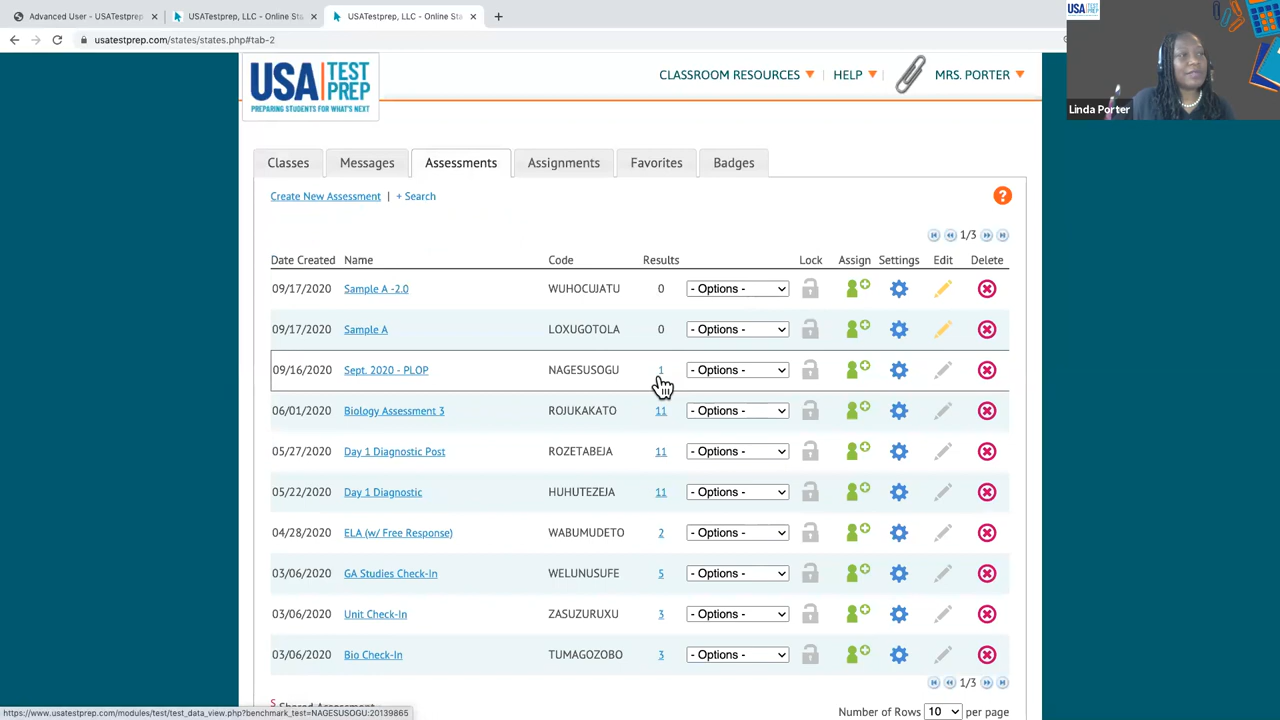 Advanced User - USATestprep
USATestprep, LLC - Online Sta
USATestprep, LLC - Online Sta
usatestprep.com/states/states.php#tab-2
USA TEST PREP
PREPARING STUDENTS FOR WHAT'S NEXT
CLASSROOM RESOURCES HELP MRS. PORTER
USA TEST PREP
Linda Porter
Classes Messages Assessments Assignments Favorites Badges
Create New Assessment | + Search ?
1/3
Date Created Name Code Results Lock Assign Settings Edit Delete
09/17/2020 Sample A -2.0 WUHOCUJATU 0 - Options -
09/17/2020 Sample A LOXUGOTOLA 0 - Options -
09/16/2020 Sept. 2020 - PLOP NAGESUSOGU 1 - Options -
06/01/2020 Biology Assessment 3 ROJUKAKATO 11 - Options -
05/27/2020 Day 1 Diagnostic Post ROZETABEJA 11 - Options -
05/22/2020 Day 1 Diagnostic HUHUTEZEJA 11 - Options -
04/28/2020 ELA (w/ Free Response) WABUMUDETO 2 - Options -
03/06/2020 GA Studies Check-In WELUNUSUFE 5 - Options -
03/06/2020 Unit Check-In ZASUZURUXU 3 - Options -
03/06/2020 Bio Check-In TUMAGOZOBO 3 - Options -
1/3
S Shared Assessment
Number of Rows 10 per page
https://www.usatestprep.com/modules/test/test_data_view.php?benchmark_test=NAGESUSOGU:20139865